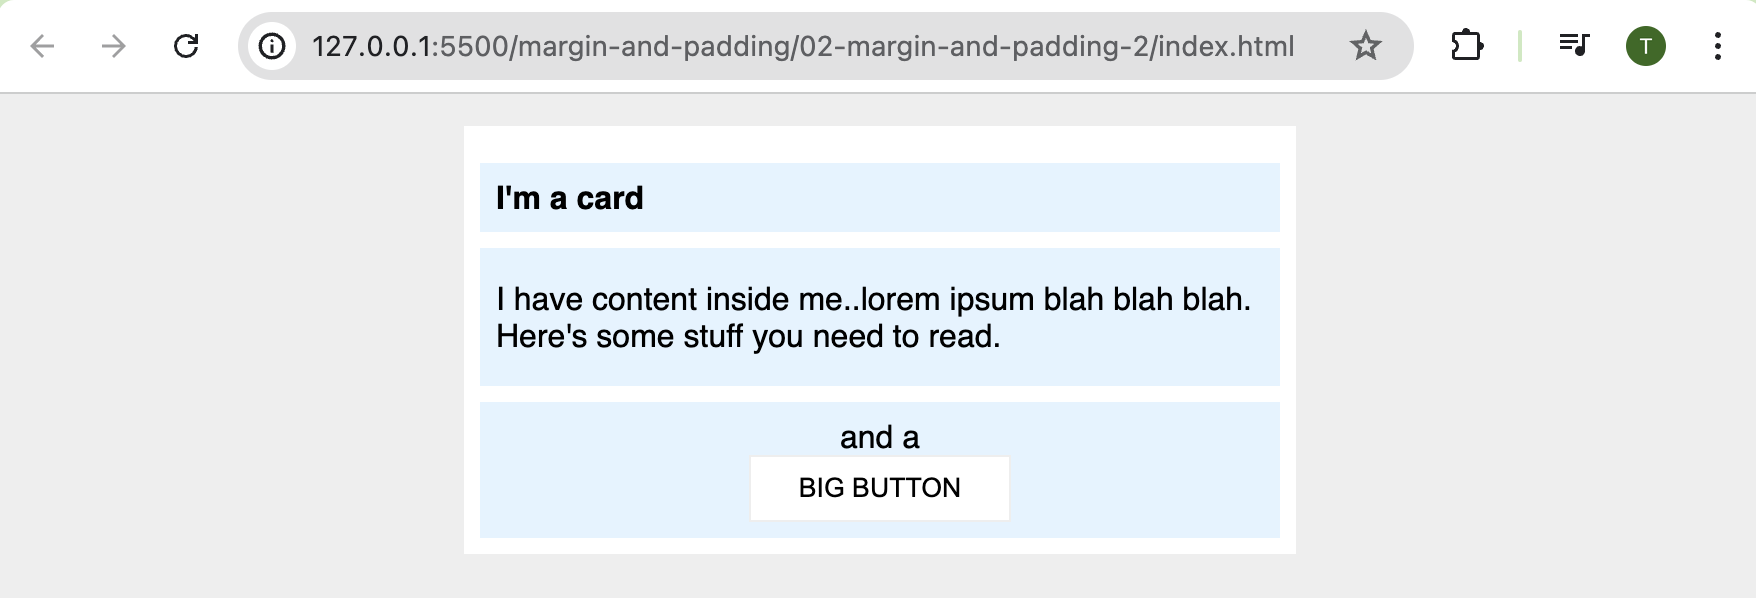 127.0.0.1:5500/margin-and-padding/02-margin-and-padding-2/index.html
T
I'm a card
I have content inside me..lorem ipsum blah blah blah.
Here's some stuff you need to read.
and a
BIG BUTTON